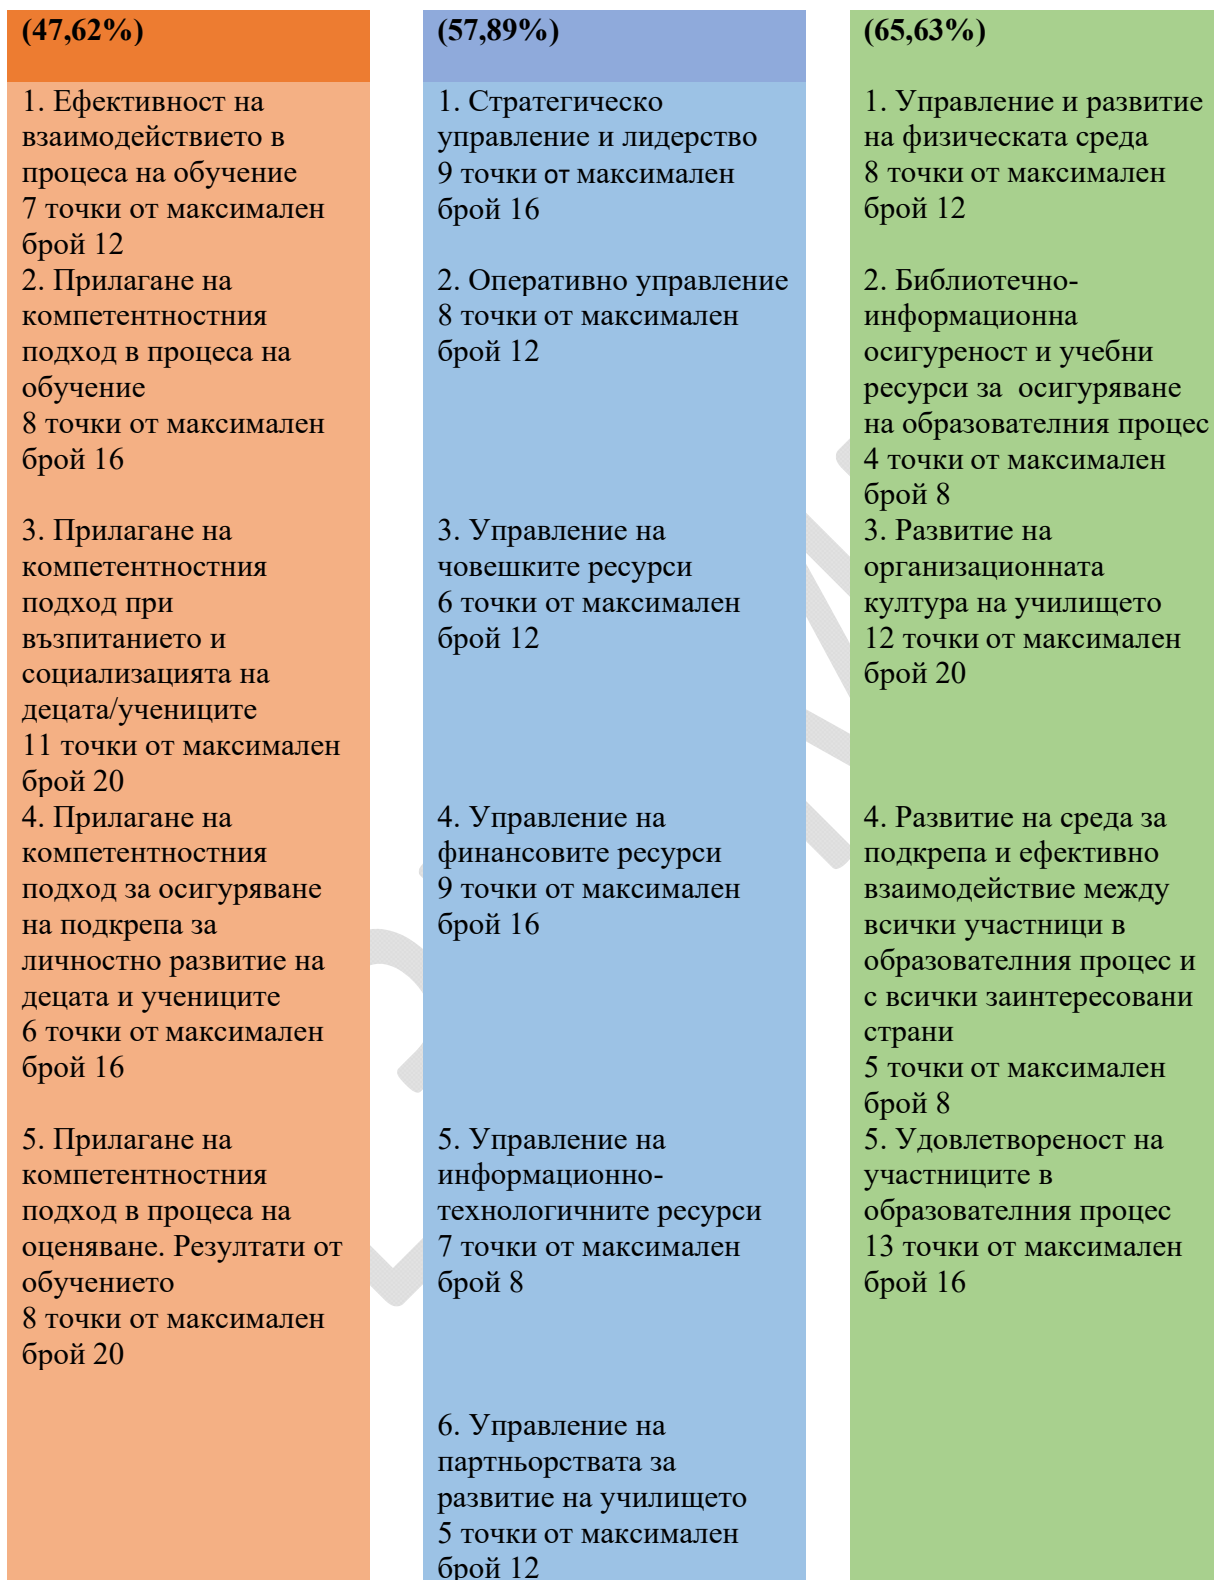 (47,62%)
1. Ефективност на
взаимодействието в
процеса на обучение
7 точки от максимален
брой 12
2. Прилагане на
компетентностния
подход в процеса на
обучение
8 точки от максимален
брой 16
3. Прилагане на
компетентностния
подход при
възпитанието и
социализацията на
децата/учениците
11 точки от максимален
брой 20
4. Прилагане на
компетентностния
подход за осигуряване
на подкрепа за
личностно развитие на
децата и учениците
6 точки от максимален
брой 16
5. Прилагане на
компетентностния
подход в процеса на
оценяване. Резултати от
обучението
8 точки от максимален
брой 20
(57,89%)
1. Стратегическо
управление и лидерство
9 точки от максимален
брой 16
2. Оперативно управление
8 точки от максимален
брой 12
3. Управление на
човешките ресурси
6 точки от максимален
брой 12
4. Управление на
финансовите ресурси
9 точки от максимален
брой 16
5. Управление на
информационно-
технологичните ресурси
7 точки от максимален
брой 8
6. Управление на
партньорствата за
развитие на училището
5 точки от максимален
брой 12
(65,63%)
1. Управление и развитие
на физическата среда
8 точки от максимален
брой 12
2. Библиотечно-
информационна
осигуреност и учебни
ресурси за  осигуряване
на образователния процес
4 точки от максимален
брой 8
3. Развитие на
организационната
култура на училището
12 точки от максимален
брой 20
4. Развитие на среда за
подкрепа и ефективно
взаимодействие между
всички участници в
образователния процес и
с всички заинтересовани
страни
5 точки от максимален
брой 8
5. Удовлетвореност на
участниците в
образователния процес
13 точки от максимален
брой 16